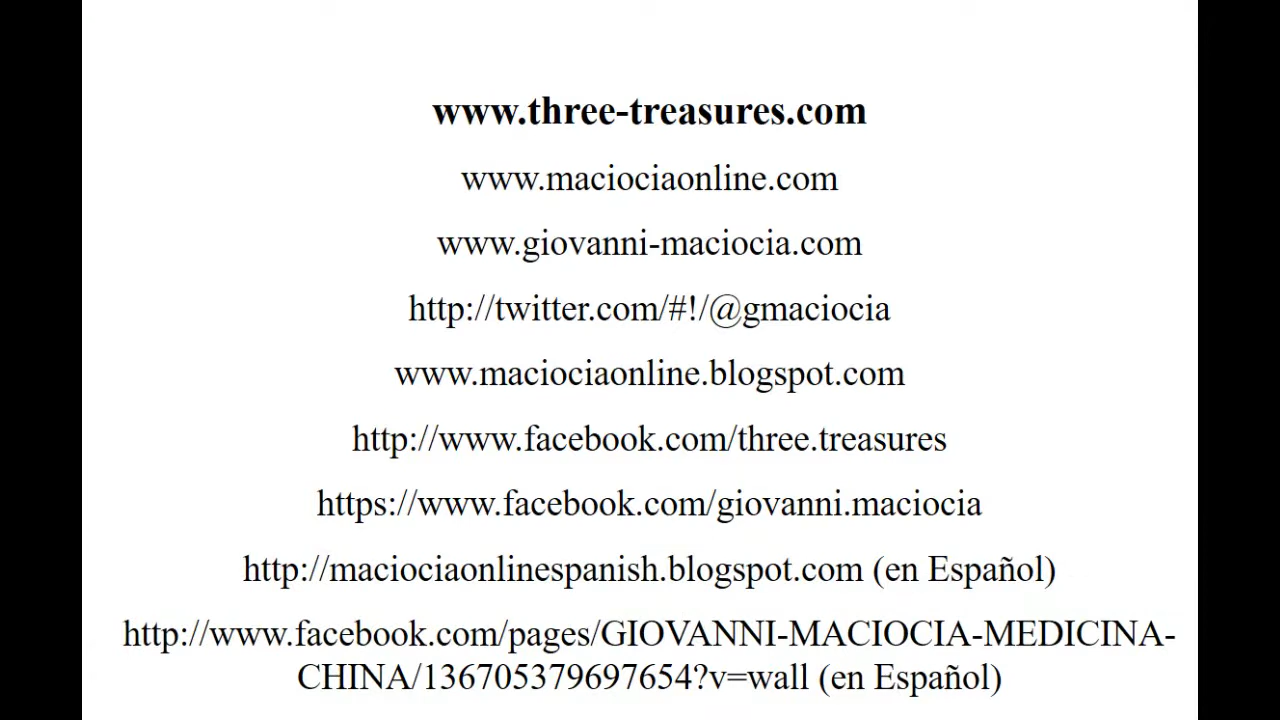 www.three-treasures.com
www.maciociaonline.com
www.giovanni-maciocia.com
http://twitter.com/#!/@gmaciocia
www.maciociaonline.blogspot.com
http://www.facebook.com/three.treasures
https://www.facebook.com/giovanni.maciocia
http://maciociaonlinespanish.blogspot.com (en Español)
http://www.facebook.com/pages/GIOVANNI-MACIOCIA-MEDICINA-
CHINA/136705379697654?v=wall (en Español)